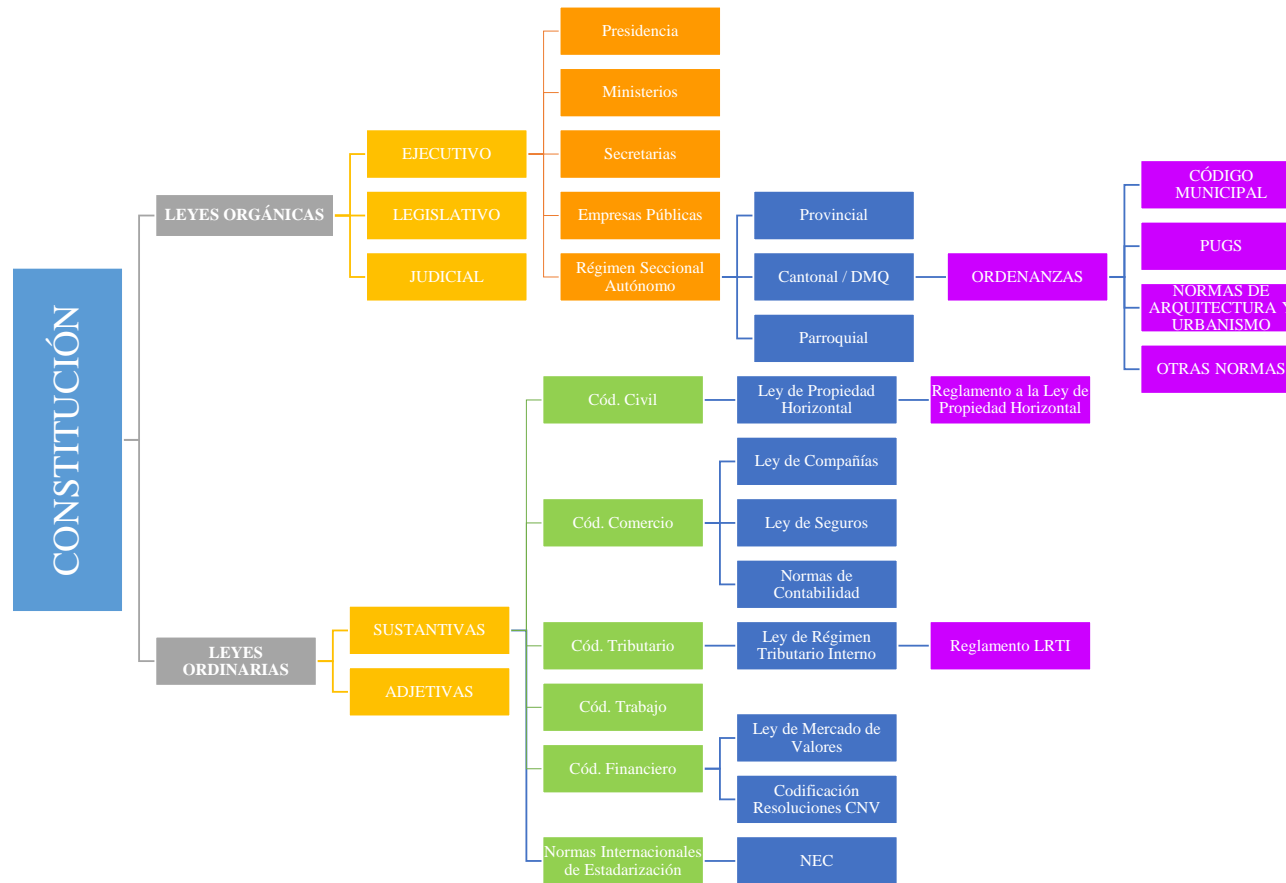 CONSTITUCIÓN
LEYES ORGÁNICAS
EJECUTIVO
Presidencia
Ministerios
Secretarias
Empresas Públicas
Régimen Seccional
Autónomo
Provincial
Cantonal / DMQ
ORDENANZAS
CÓDIGO
MUNICIPAL
PUGS
NORMAS DE
ARQUITECTURA Y
URBANISMO
OTRAS NORMAS
Parroquial
LEGISLATIVO
JUDICIAL
LEYES
ORDINARIAS
SUSTANTIVAS
Cód. Civil
Ley de Propiedad
Horizontal
Reglamento a la Ley de
Propiedad Horizontal
Cód. Comercio
Ley de Compañías
Ley de Seguros
Normas de
Contabilidad
Cód. Tributario
Ley de Régimen
Tributario Interno
Reglamento LRTI
Cód. Trabajo
Cód. Financiero
Ley de Mercado de
Valores
Codificación
Resoluciones CNV
Normas Internacionales
de Estadarización
NEC
ADJETIVAS